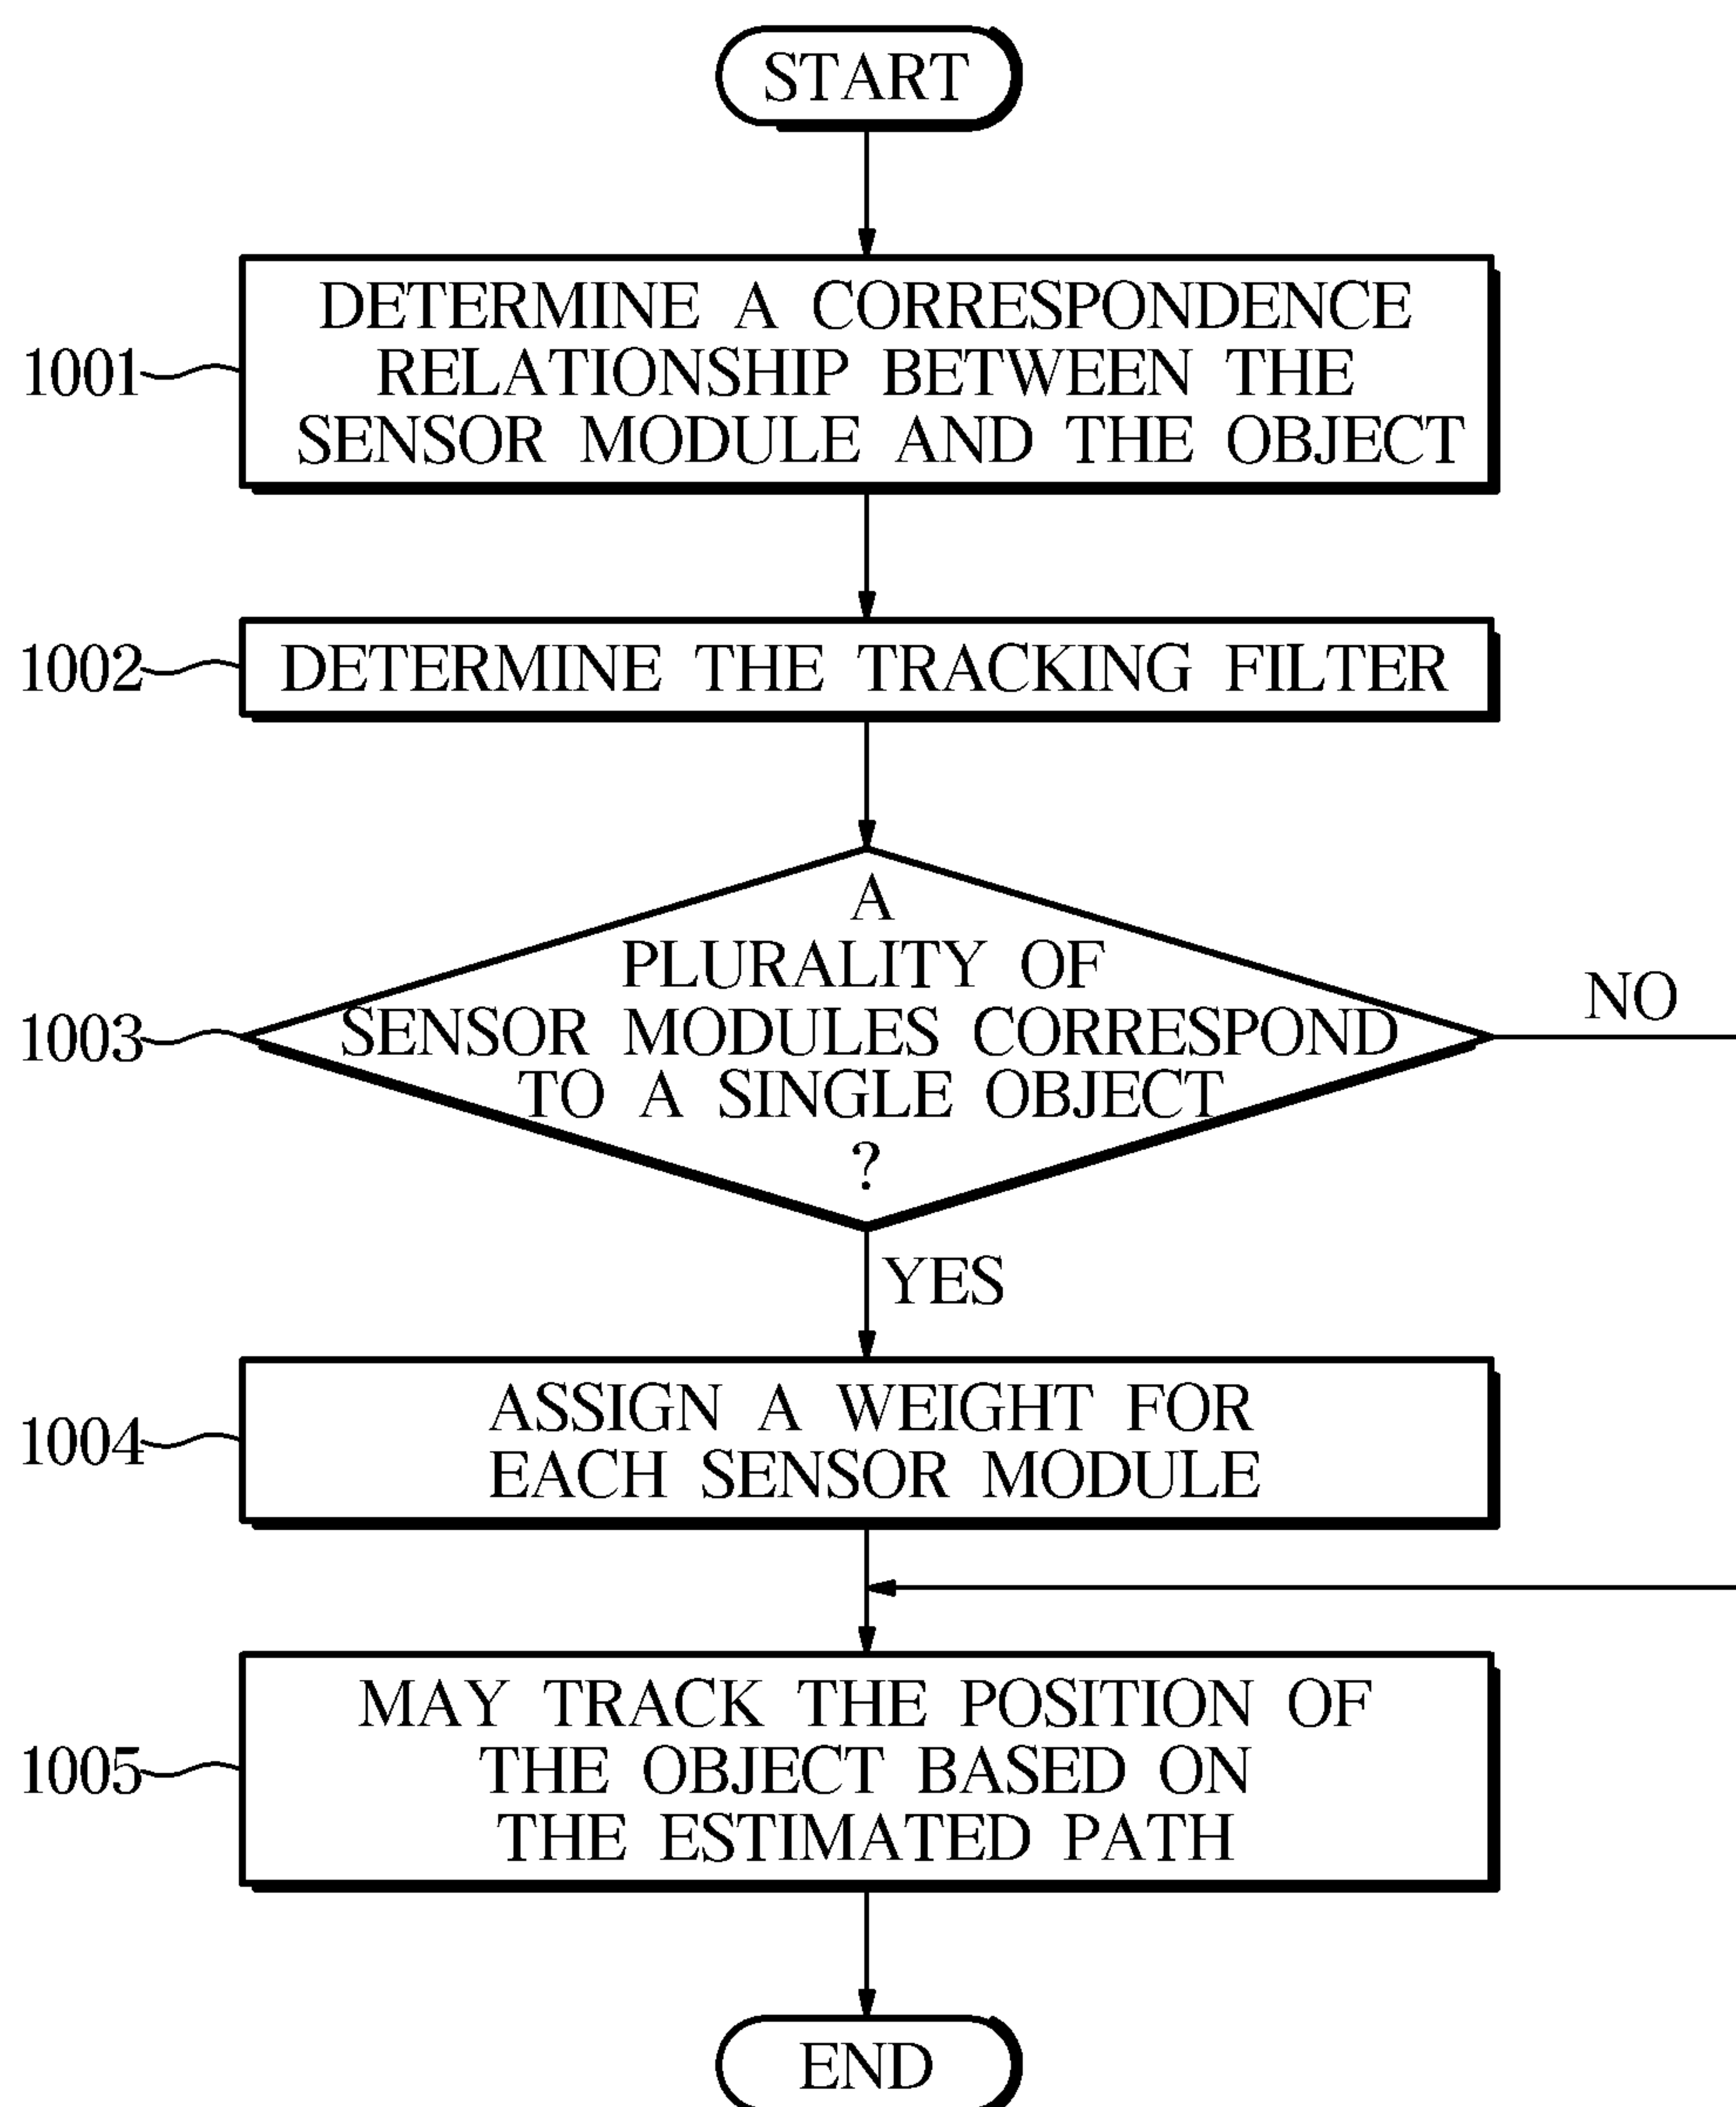 START
DETERMINE A CORRESPONDENCE
RELATIONSHIP BETWEEN THE
SENSOR MODULE AND THE OBJECT
1001
1002
DETERMINE THE TRACKING FILTER
A
PLURALITY OF
SENSOR MODULES CORRESPOND
TO A SINGLE OBJECT
?
1003
NO
YES
ASSIGN A WEIGHT FOR
EACH SENSOR MODULE
1004
MAY TRACK THE POSITION OF
THE OBJECT BASED ON
THE ESTIMATED PATH
1005
END